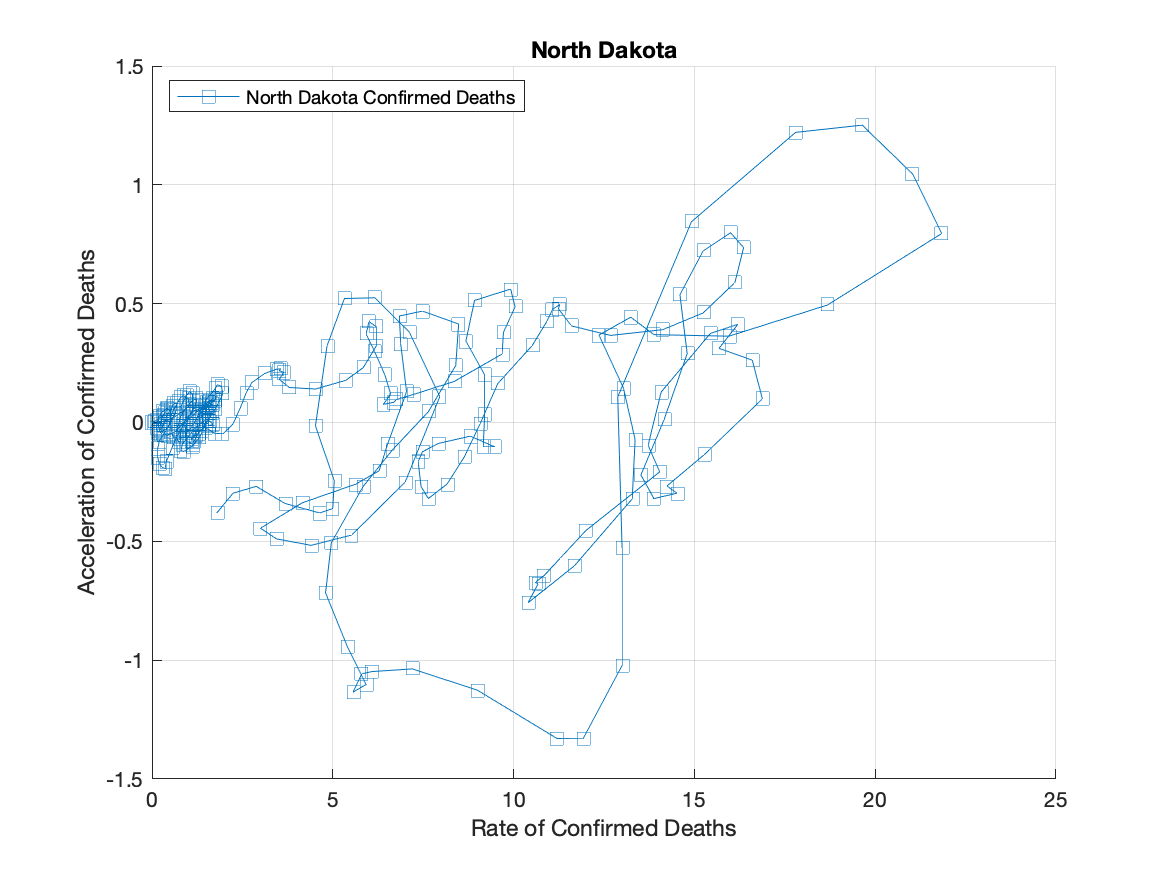 North Dakota
1.5
North Dakota Confirmed Deaths
1
0.5
0
-0.5
-1
-1.5
Acceleration of Confirmed Deaths
0 5 10 15 20 25
Rate of Confirmed Deaths